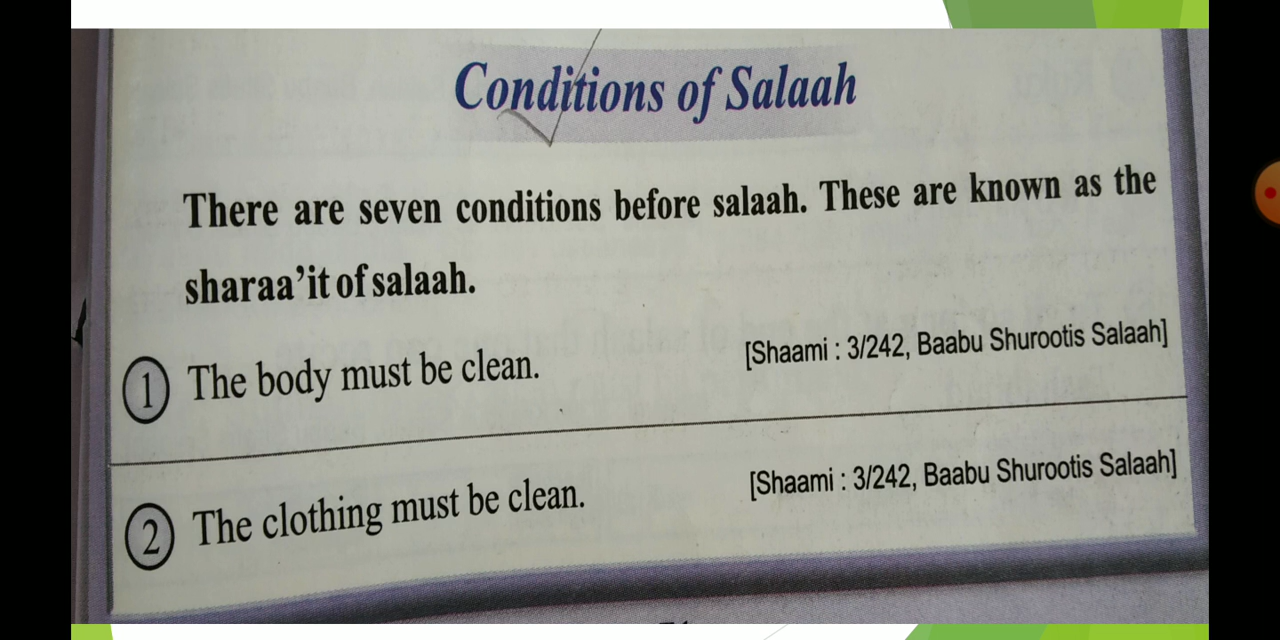 Conditions of Salaah
There are seven conditions before salaah. These are known as the
sharaa'it of salaah.
1 The body must be clean. [Shaami : 3/242, Baabu Shurootis Salaah]
2 The clothing must be clean. [Shaami : 3/242, Baabu Shurootis Salaah]